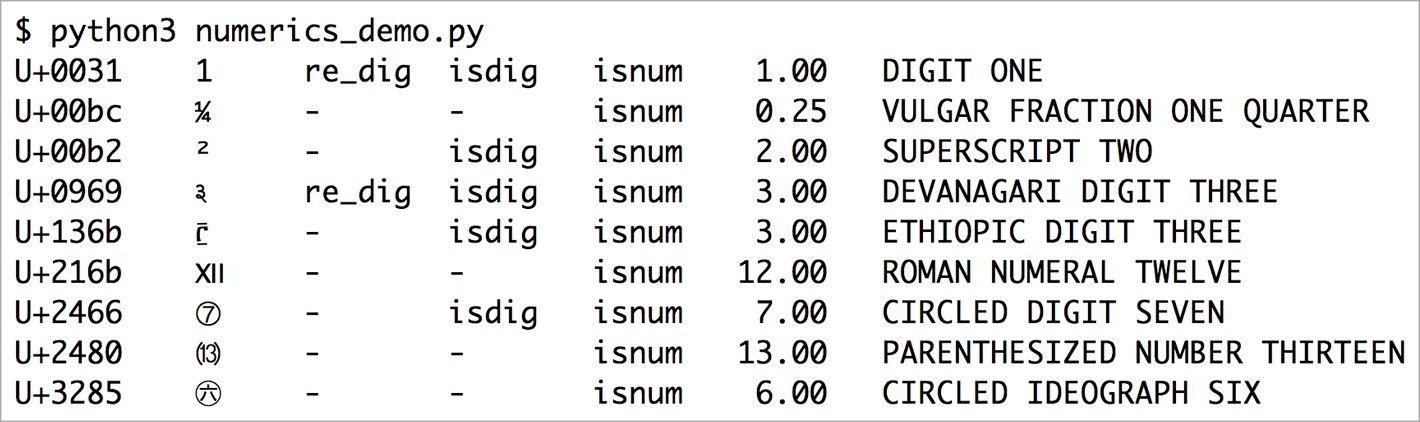 $ python3 numerics_demo.py
U+0031 1 re_dig isdig isnum 1.00 DIGIT ONE
U+00bc ¼ - - isnum 0.25 VULGAR FRACTION ONE QUARTER
U+00b2 ² - isdig isnum 2.00 SUPERSCRIPT TWO
U+0969 ३ re_dig isdig isnum 3.00 DEVANAGARI DIGIT THREE
U+136b ፫ - isdig isnum 3.00 ETHIOPIC DIGIT THREE
U+216b Ⅻ - - isnum 12.00 ROMAN NUMERAL TWELVE
U+2466 ⑦ - isdig isnum 7.00 CIRCLED DIGIT SEVEN
U+2480 ⒀ - - isnum 13.00 PARENTHESIZED NUMBER THIRTEEN
U+3285 ㊅ - - isnum 6.00 CIRCLED IDEOGRAPH SIX